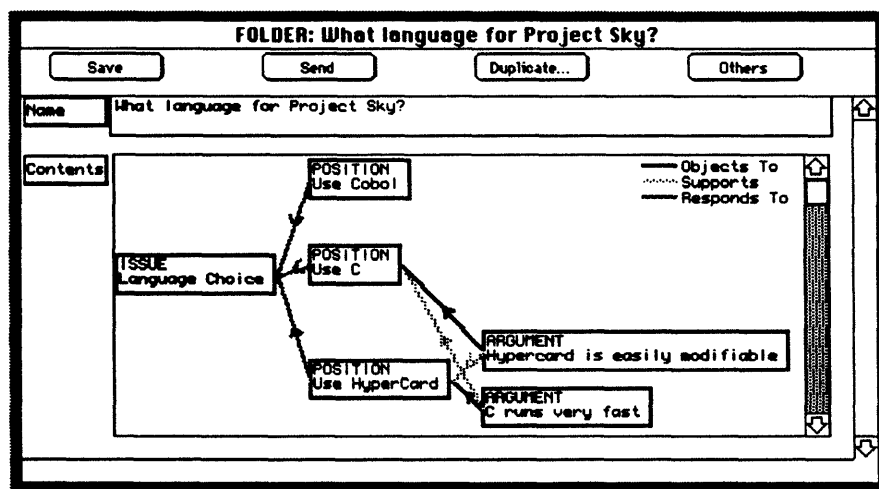 FOLDER: What language for Project Sky?
Save
Send
Duplicate...
Others
Name
What language for Project Sky?
Contents
Objects To
Supports
Responds To
POSITION
Use Cobol
POSITION
Use C
ISSUE
Language Choice
ARGUMENT
Hypercard is easily modifiable
POSITION
Use HyperCard
ARGUMENT
C runs very fast